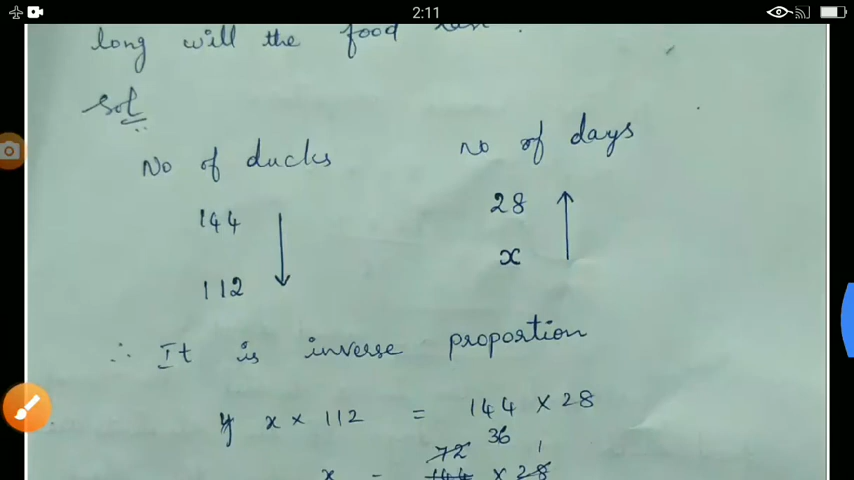 2:11
long will the food
Sol
No of ducks no of days
144 28
112 x
∴ It is inverse proportion
x × 112 = 144 × 28
36
72 1
x = 144 × 28